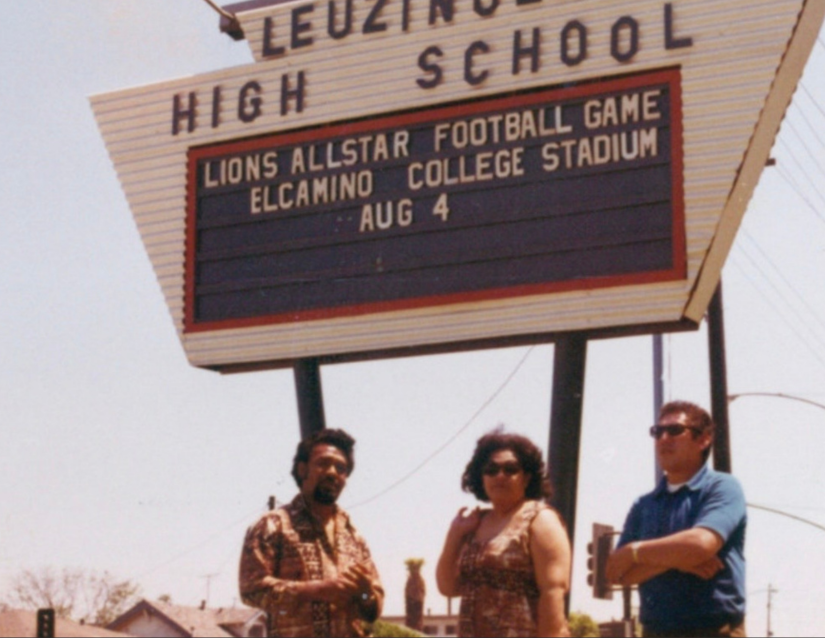 HIGH SCHOOL
LIONS ALLSTAR FOOTBALL GAME
ELCAMINO COLLEGE STADIUM
AUG 4